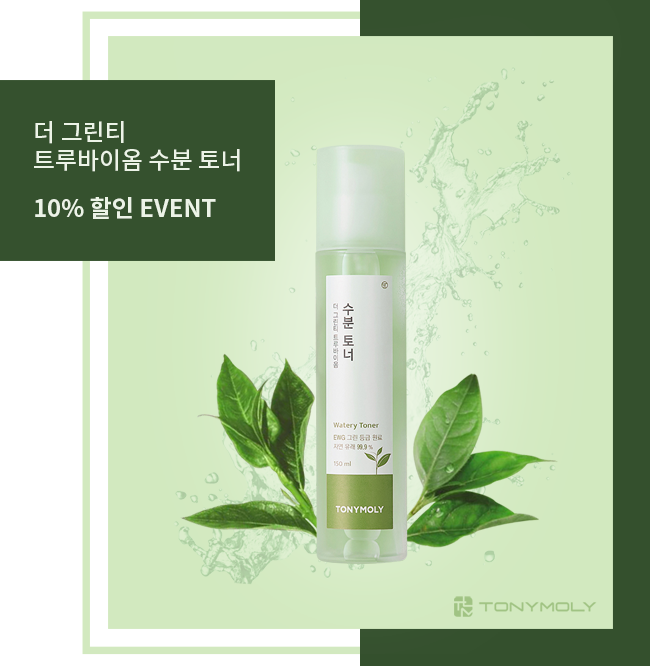 더 그린티
트루바이옴 수분 토너
10% 할인 EVENT
수분 토너
더 그린티 트루바이옴
Watery Toner
EWG 그린 등급 원료
자연 유래 99.9 %
150 ml
TONYMOLY
TONYMOLY